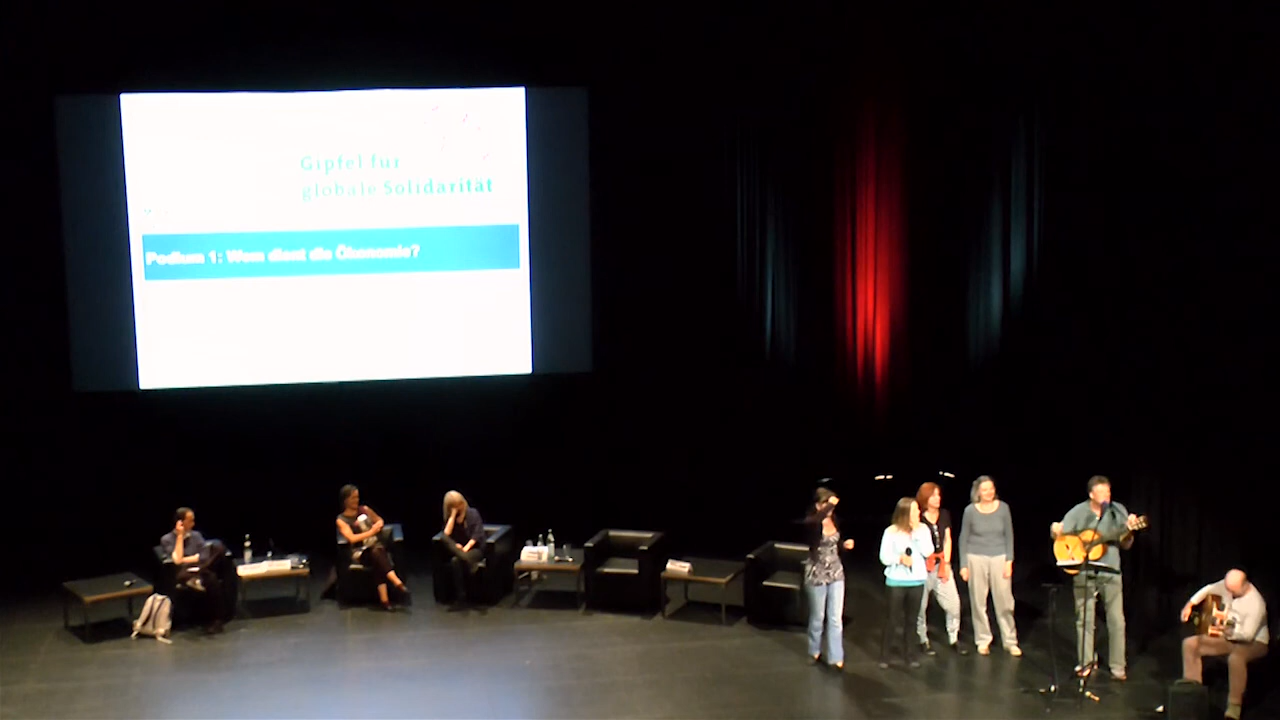 Gipfel für
globale Solidarität
Podium 1: Wem dient die Ökonomie?